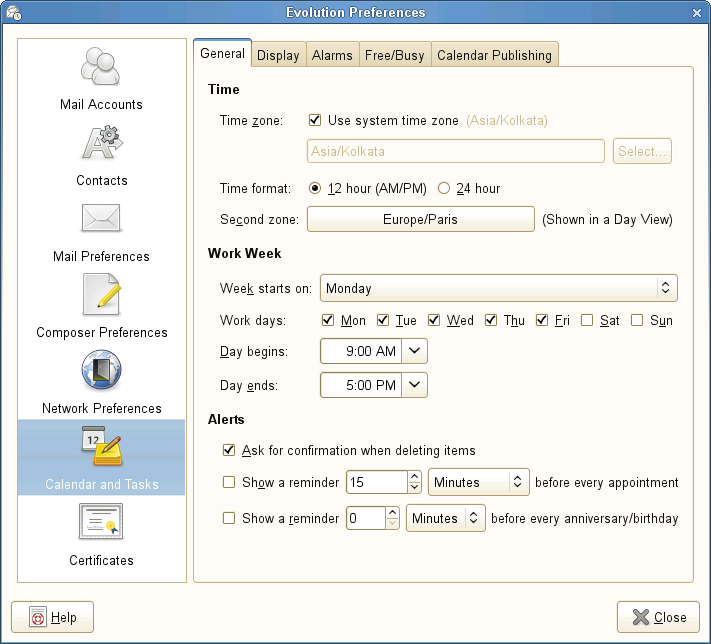 Evolution Preferences
Mail Accounts
Contacts
Mail Preferences
Composer Preferences
Network Preferences
12
Calendar and Tasks
Certificates
General Display Alarms Free/Busy Calendar Publishing
Time
Time zone: Use system time zone (Asia/Kolkata)
Asia/Kolkata Select...
Time format: 12 hour (AM/PM) 24 hour
Second zone: Europe/Paris (Shown in a Day View)
Work Week
Week starts on: Monday
Work days: Mon Tue Wed Thu Fri Sat Sun
Day begins: 9:00 AM
Day ends: 5:00 PM
Alerts
Ask for confirmation when deleting items
Show a reminder 15 Minutes before every appointment
Show a reminder 0 Minutes before every anniversary/birthday
Help Close